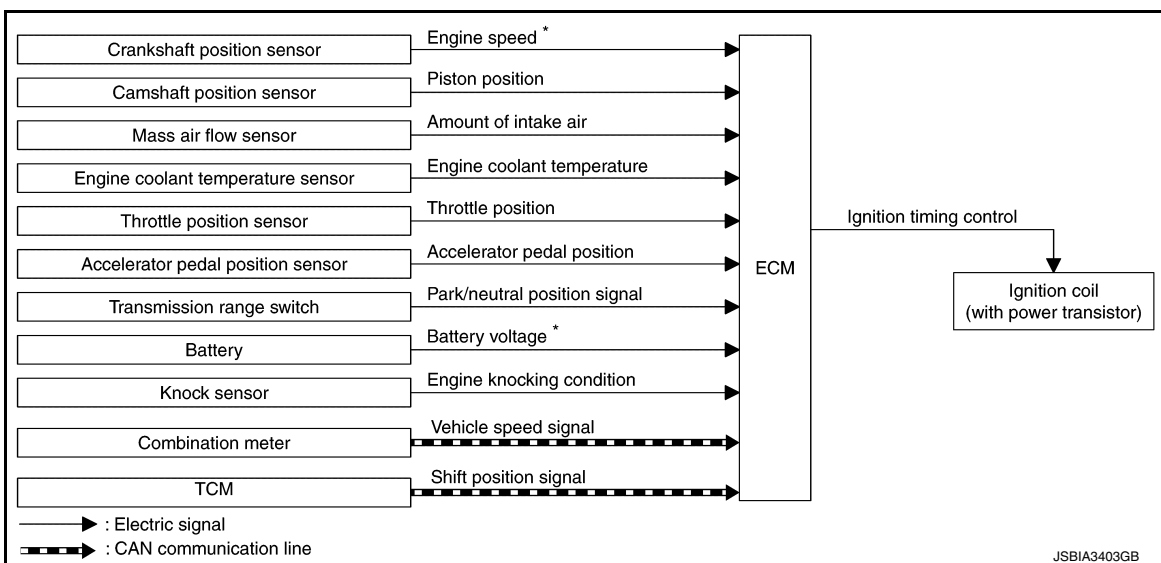 Crankshaft position sensor
Engine speed *
Camshaft position sensor
Piston position
Mass air flow sensor
Amount of intake air
Engine coolant temperature sensor
Engine coolant temperature
Throttle position sensor
Throttle position
Accelerator pedal position sensor
Accelerator pedal position
Transmission range switch
Park/neutral position signal
Battery
Battery voltage *
Knock sensor
Engine knocking condition
Combination meter
Vehicle speed signal
TCM
Shift position signal
ECM
Ignition timing control
Ignition coil
(with power transistor)
: Electric signal
: CAN communication line
JSBIA3403GB